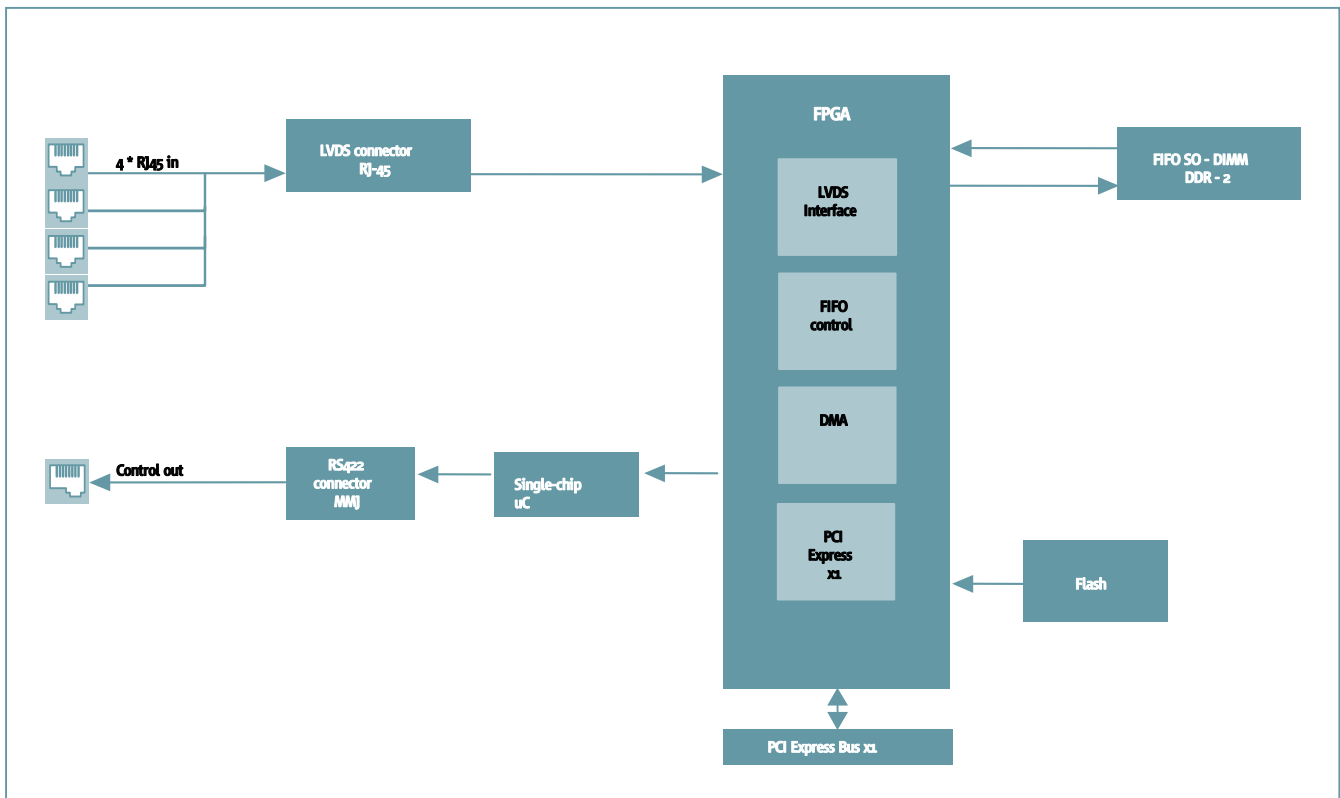 FPGA
4 * RJ45 in
LVDS connector
RJ-45
LVDS
Interface
FIFO SO - DIMM
DDR - 2
FIFO
control
DMA
Control out
RS422
connector
MMJ
Single-chip
uC
PCI
Express
x1
Flash
PCI Express Bus x1